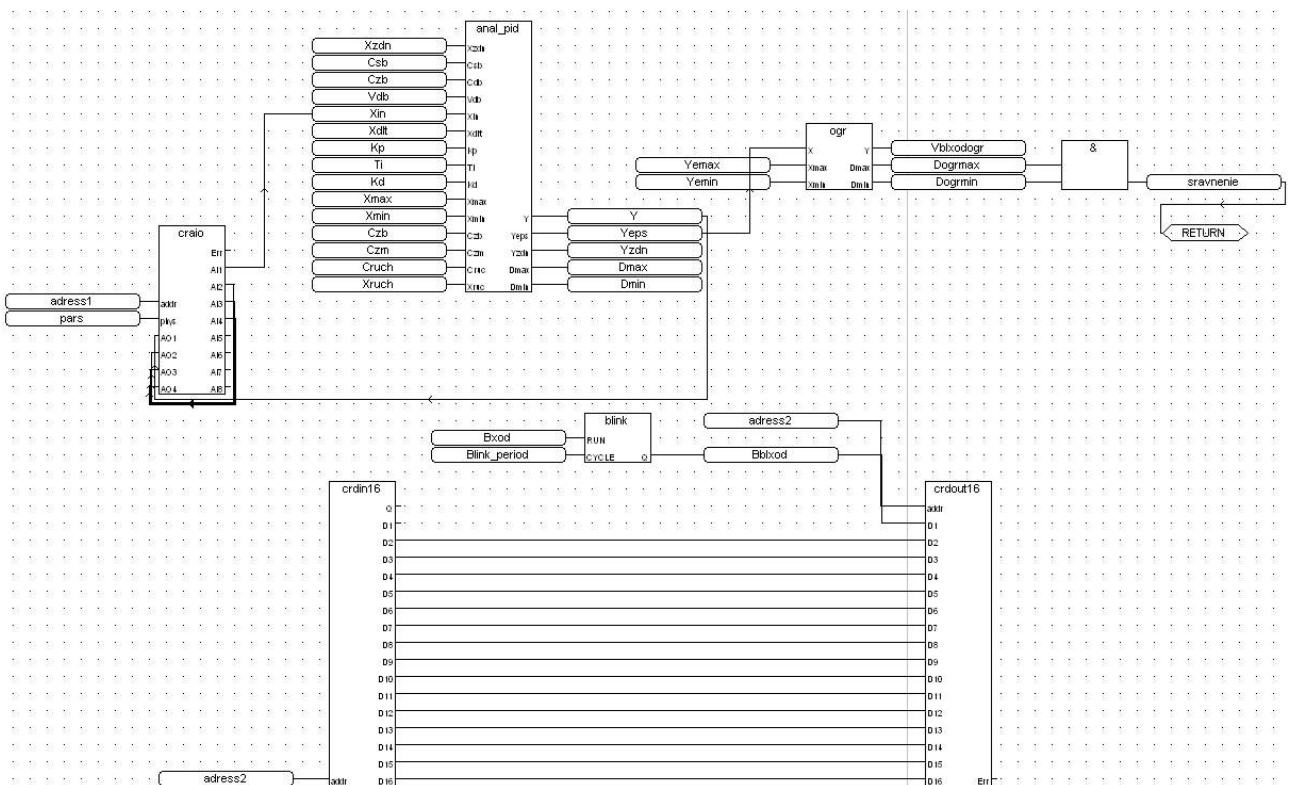 anal_pid
Xzdn Xzdn
Csb Csb
Czb Cdb
Vdb Vdb
Xin Xin
Xdlt Xdlt
Kp Kp
Ti Ti
Kd Kd
Xmax Xmax
Xmin Xmin Y Y
Czb Czb Yeps Yeps
Czm Czm Yzdn Yzdn
Cruch Cruc Dmax Dmax
Xruch Xruc Dmin Dmin
ogr
X Y Vblxodogr
Yemax Xmax Dmax Dogrmax
Yemin Xmin Dmin Dogrmin
&
sravnenie
RETURN
craio
Err
AI1
AI2
adress1 addr AI3
pars phys AI4
AO1 AI5
AO2 AI6
AO3 AI7
AO4 AI8
blink
Bxod RUN
Blink_period CYCLE Q
adress2
Bblxod
crdin16
Q
D1
D2
D3
D4
D5
D6
D7
D8
D9
D10
D11
D12
D13
D14
D15
adress2 addr D16
crdout16
addr
D1
D2
D3
D4
D5
D6
D7
D8
D9
D10
D11
D12
D13
D14
D15
D16 Err